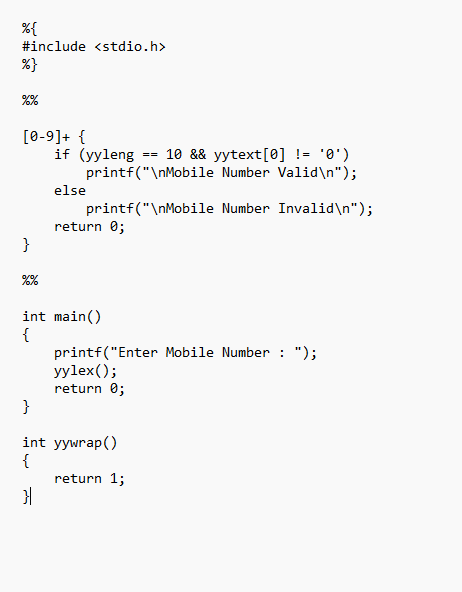 %{
#include <stdio.h>
%}

%%

[0-9]+ {
    if (yyleng == 10 && yytext[0] != '0')
        printf("\nMobile Number Valid\n");
    else
        printf("\nMobile Number Invalid\n");
    return 0;
}

%%

int main()
{
    printf("Enter Mobile Number : ");
    yylex();
    return 0;
}

int yywrap()
{
    return 1;
}